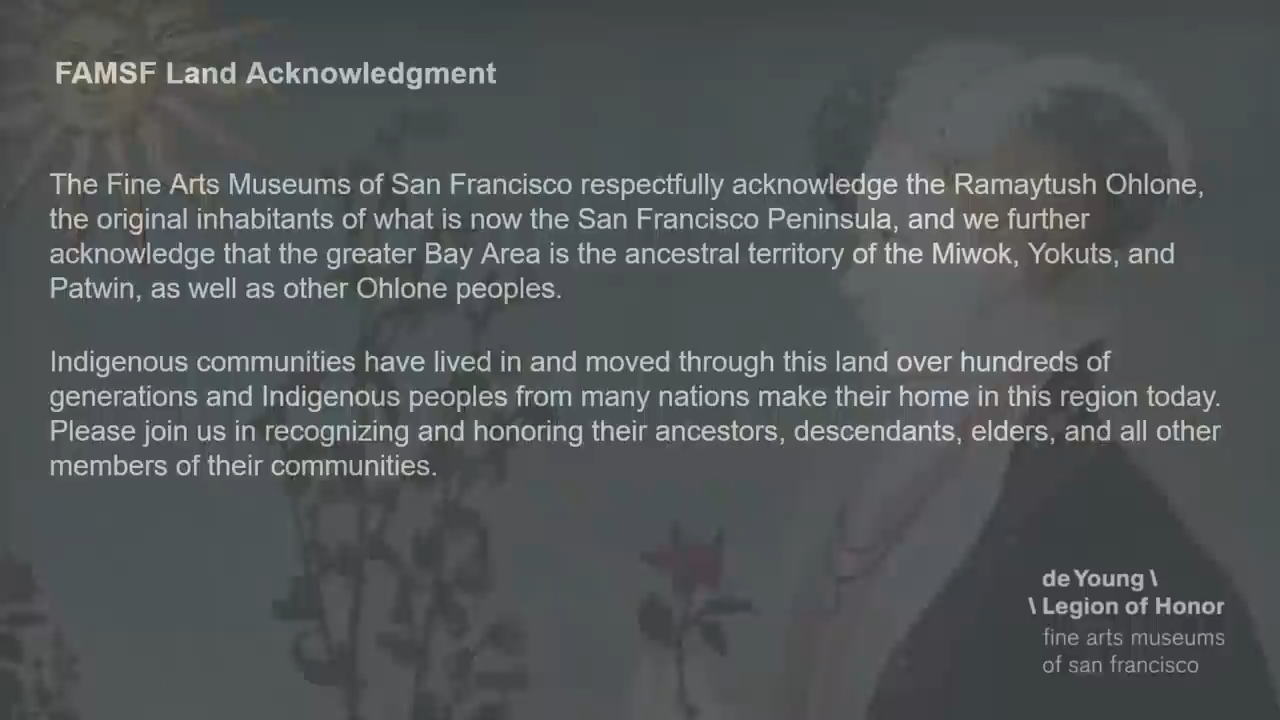 FAMSF Land Acknowledgment
The Fine Arts Museums of San Francisco respectfully acknowledge the Ramaytush Ohlone,
the original inhabitants of what is now the San Francisco Peninsula, and we further
acknowledge that the greater Bay Area is the ancestral territory of the Miwok, Yokuts, and
Patwin, as well as other Ohlone peoples.
Indigenous communities have lived in and moved through this land over hundreds of
generations and Indigenous peoples from many nations make their home in this region today.
Please join us in recognizing and honoring their ancestors, descendants, elders, and all other
members of their communities.
de Young \
\ Legion of Honor
fine arts museums
of san francisco